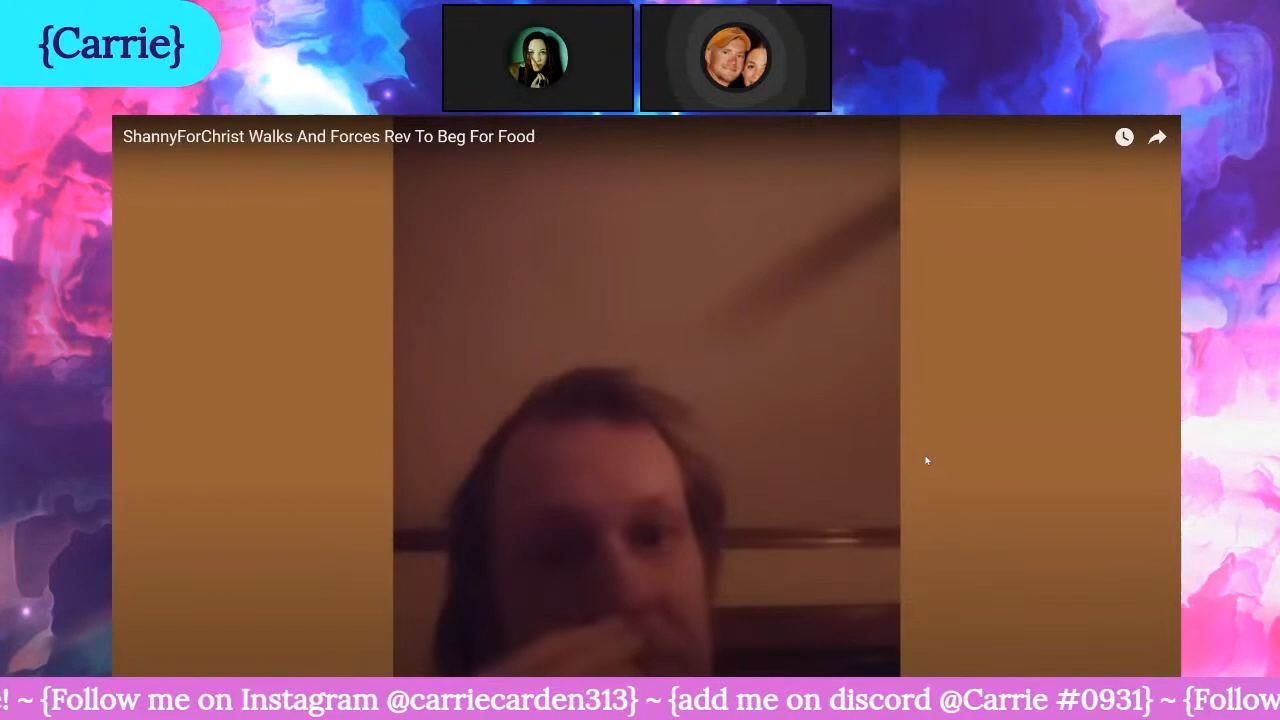 {Carrie}
ShannyForChrist Walks And Forces Rev To Beg For Food
e! ~ {Follow me on Instagram @carriecarden313} ~ {add me on discord @Carrie #0931} ~ {Follow